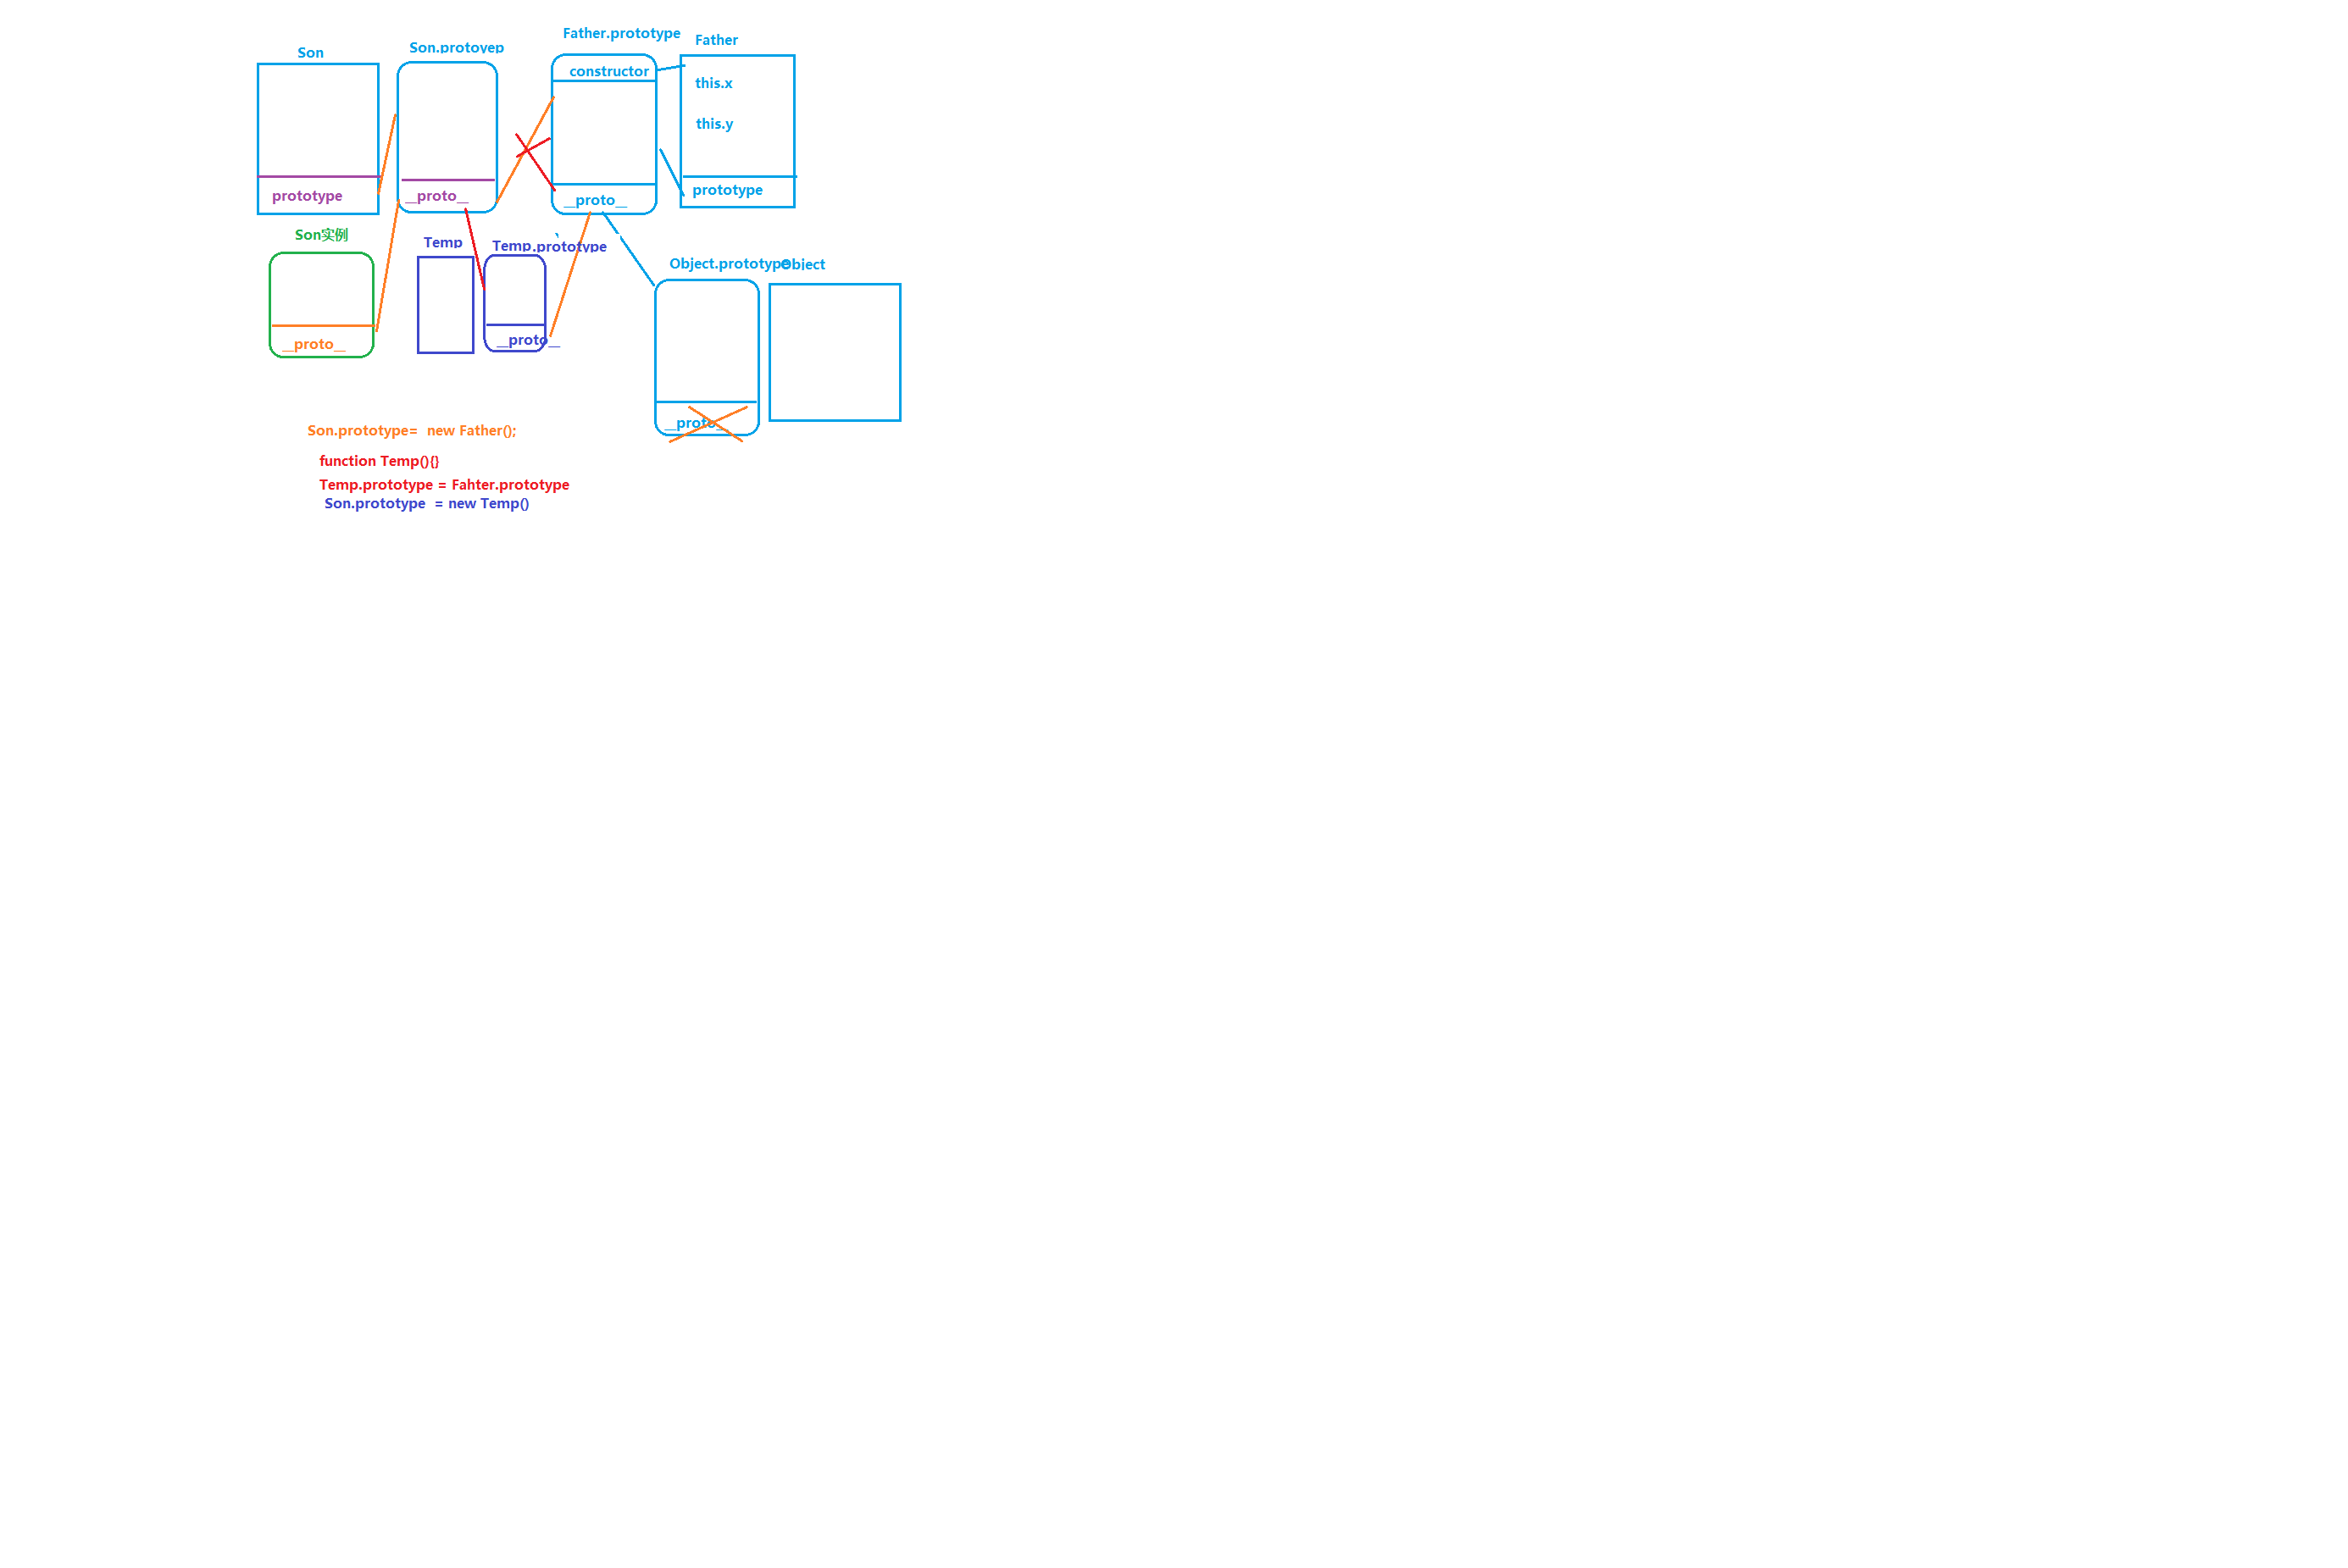 Father.prototype
Father
Son.protoyep
Son
constructor
this.x
this.y
prototype
prototype
__proto__
__proto__
Son实例
Temp
Temp.prototype
Object.prototype
Object
__proto__
__proto__
__proto_
Son.prototype=  new Father();
function Temp(){}
Temp.prototype = Fahter.prototype
Son.prototype  = new Temp()